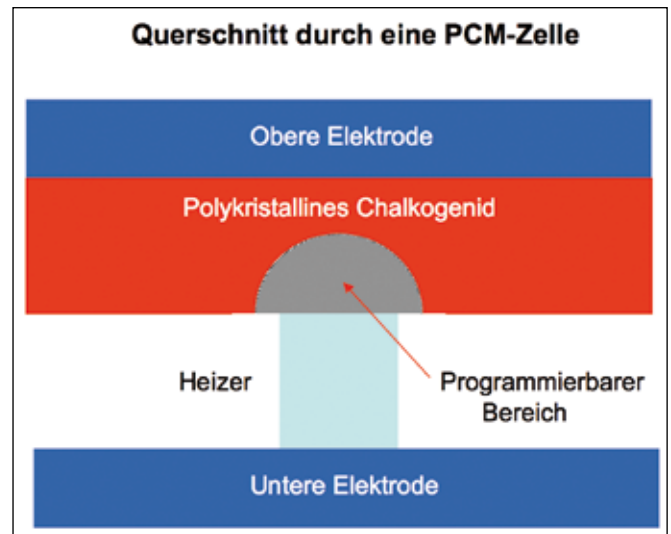 Querschnitt durch eine PCM-Zelle
Obere Elektrode
Polykristallines Chalkogenid
Heizer
Programmierbarer
Bereich
Untere Elektrode